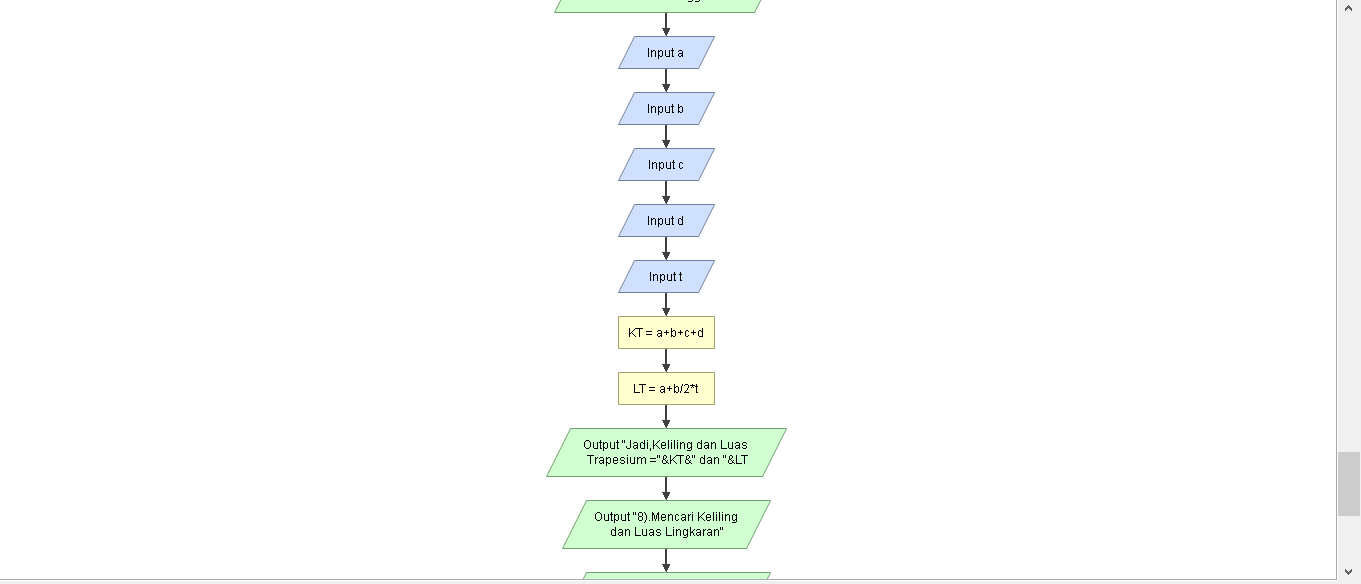 Input a
Input b
Input c
Input d
Input t
KT = a+b+c+d
LT = a+b/2*t
Output "Jadi,Keliling dan Luas
Trapesium ="&KT&" dan "&LT
Output "8).Mencari Keliling
dan Luas Lingkaran"